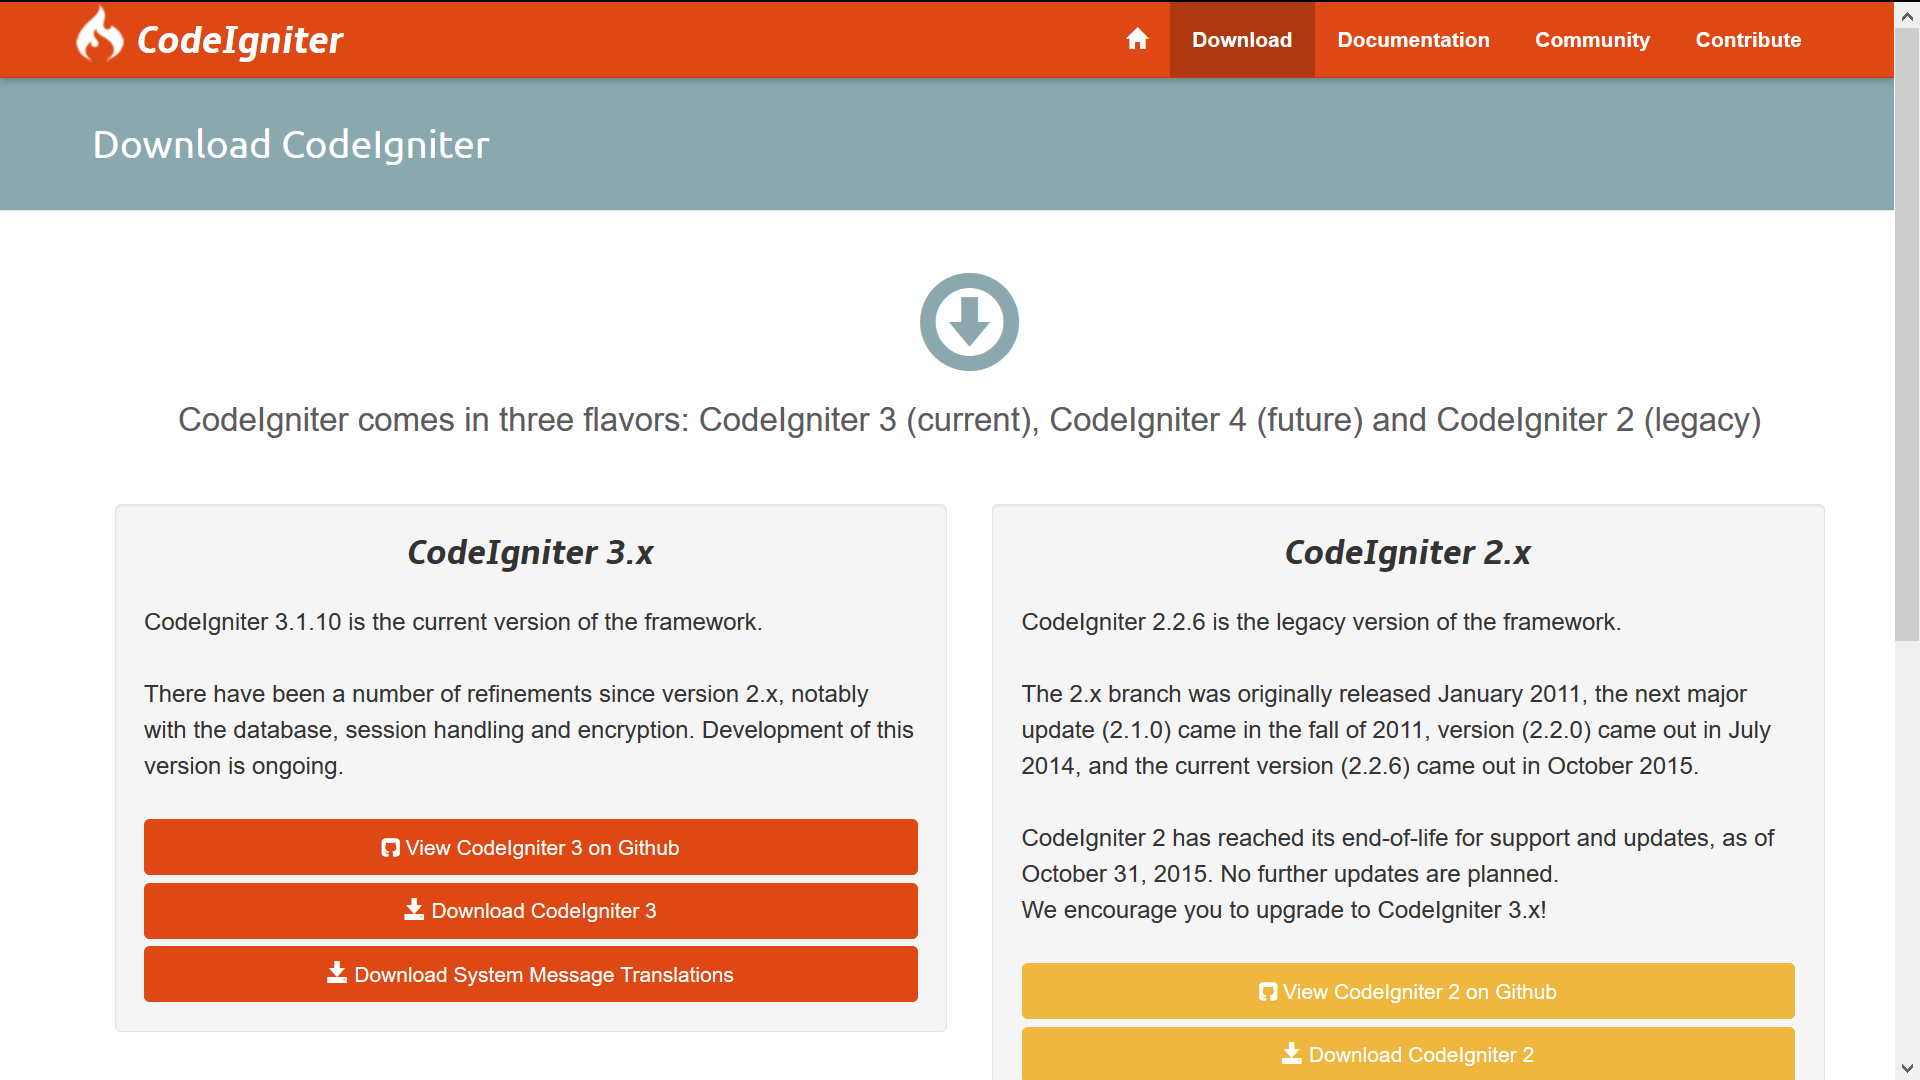 CodeIgniter
Download
Documentation
Community
Contribute
Download CodeIgniter
CodeIgniter comes in three flavors: CodeIgniter 3 (current), CodeIgniter 4 (future) and CodeIgniter 2 (legacy)
CodeIgniter 3.x
CodeIgniter 3.1.10 is the current version of the framework.
There have been a number of refinements since version 2.x, notably
with the database, session handling and encryption. Development of this
version is ongoing.
View CodeIgniter 3 on Github
Download CodeIgniter 3
Download System Message Translations
CodeIgniter 2.x
CodeIgniter 2.2.6 is the legacy version of the framework.
The 2.x branch was originally released January 2011, the next major
update (2.1.0) came in the fall of 2011, version (2.2.0) came out in July
2014, and the current version (2.2.6) came out in October 2015.
CodeIgniter 2 has reached its end-of-life for support and updates, as of
October 31, 2015. No further updates are planned.
We encourage you to upgrade to CodeIgniter 3.x!
View CodeIgniter 2 on Github
Download CodeIgniter 2